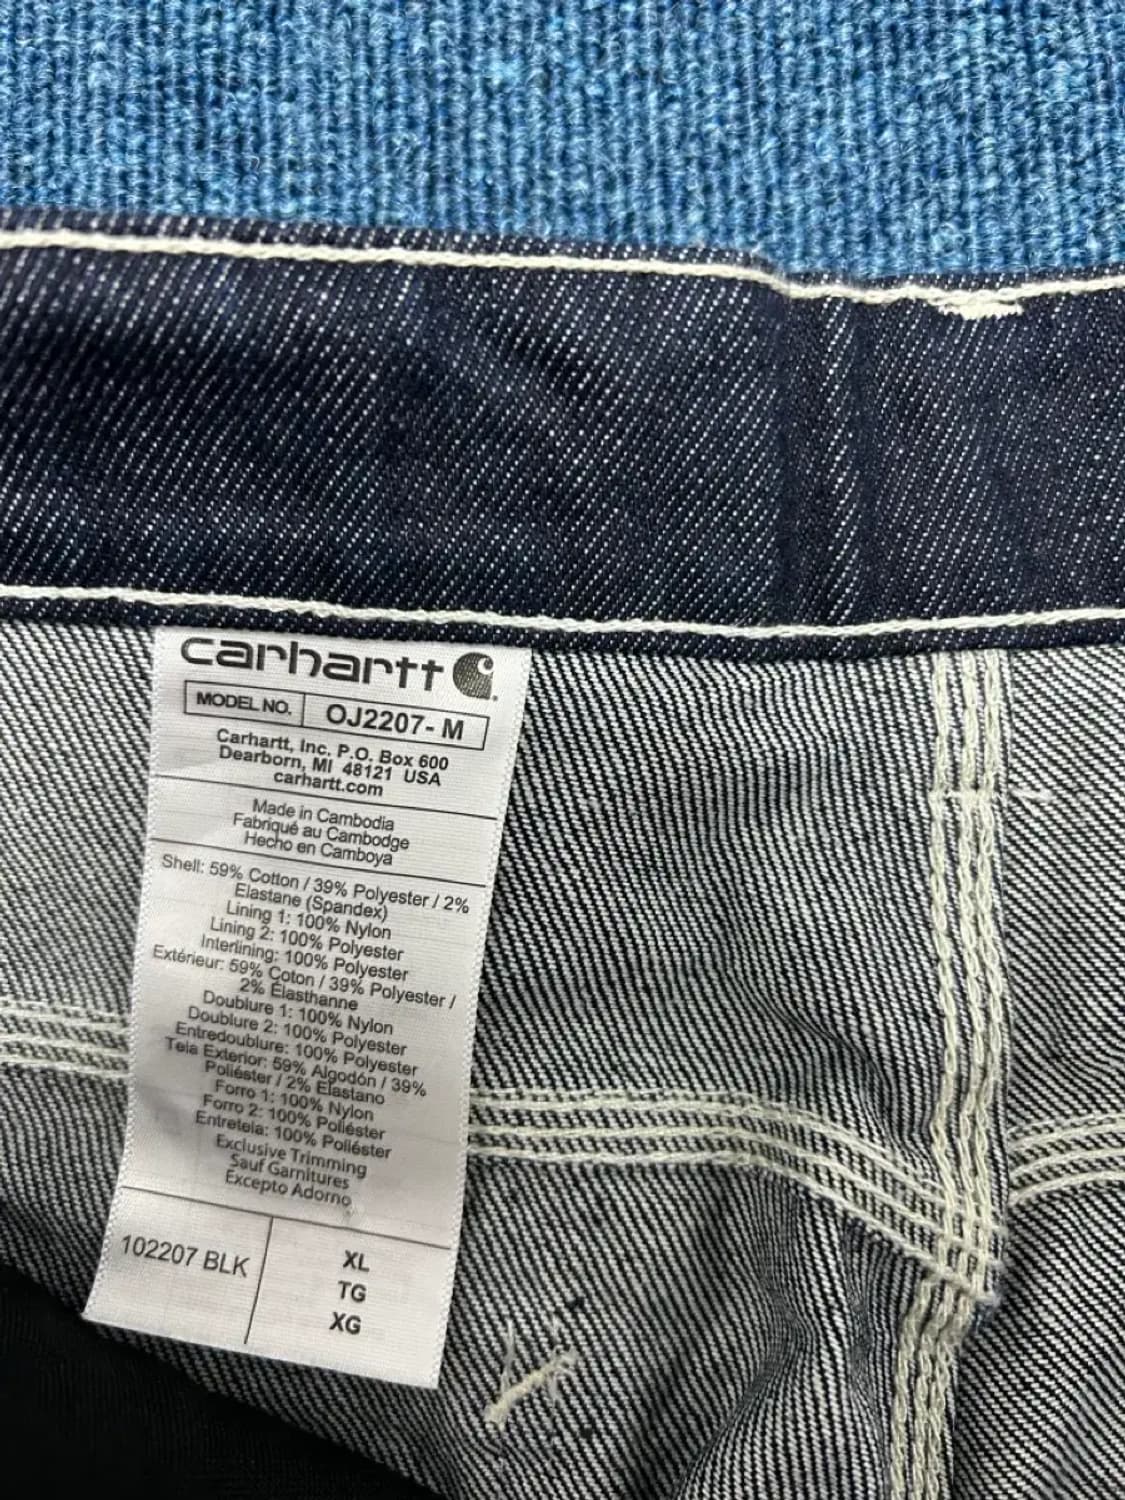 carhartt
MODEL NO. OJ2207- M
Carhartt, Inc. P.O. Box 600
Dearborn, MI 48121 USA
carhartt.com
Made in Cambodia
Fabriqué au Cambodge
Hecho en Camboya
Shell: 59% Cotton / 39% Polyester / 2%
Elastane (Spandex)
Lining 1: 100% Nylon
Lining 2: 100% Polyester
Interlining: 100% Polyester
Extérieur: 59% Coton / 39% Polyester /
2% Élasthanne
Doublure 1: 100% Nylon
Doublure 2: 100% Polyester
Entredoublure: 100% Polyester
Tela Exterior: 59% Algodón / 39%
Poliéster / 2% Elastano
Forro 1: 100% Nylon
Forro 2: 100% Poliéster
Entretela: 100% Poliéster
Exclusive Trimming
Sauf Garnitures
Excepto Adorno
102207 BLK
XL
TG
XG